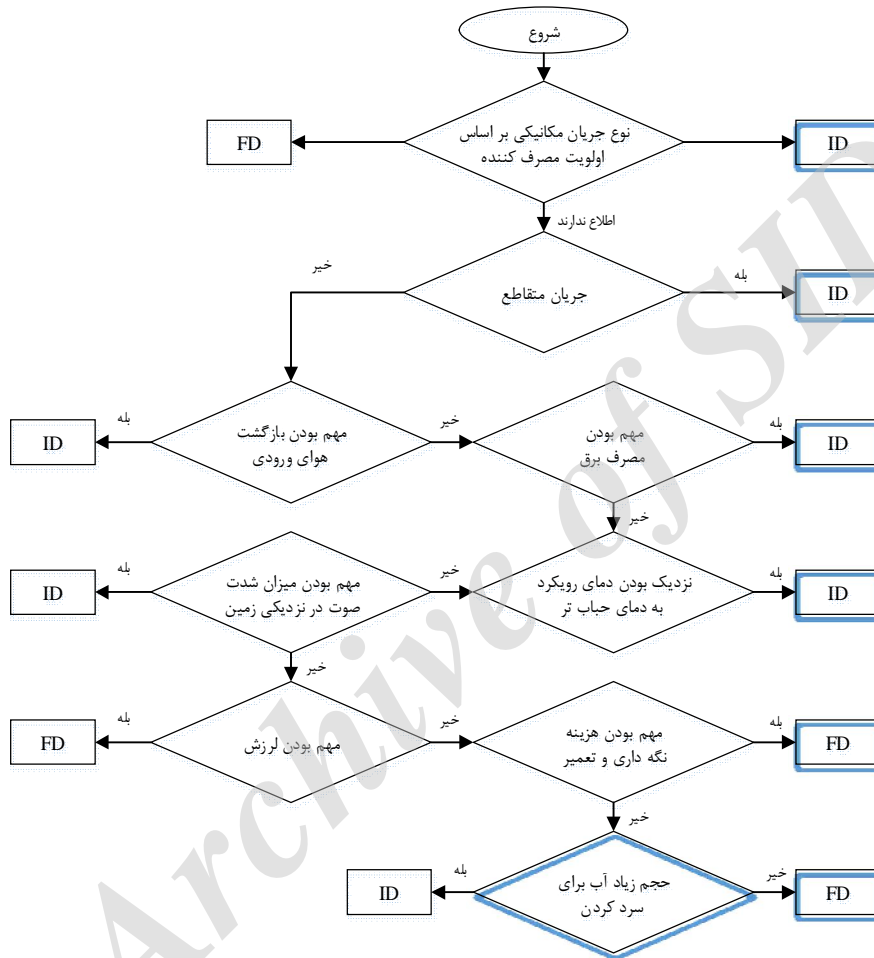 شروع
نوع جریان مکانیکی بر اساس
اولویت مصرف کننده
FD
ID
اطلاع ندارند
جریان متقاطع
خیر
بله
ID
مهم بودن بازگشت
هوای ورودی
بله
ID
خیر
مهم بودن
مصرف برق
بله
ID
خیر
نزدیک بودن دمای رویکرد
به دمای حباب تر
بله
ID
خیر
مهم بودن میزان شدت
صوت در نزدیکی زمین
بله
ID
خیر
مهم بودن لرزش
بله
FD
خیر
مهم بودن هزینه
نگه داری و تعمیر
بله
FD
خیر
حجم زیاد آب برای
سرد کردن
بله
ID
خیر
FD
Archive of SID